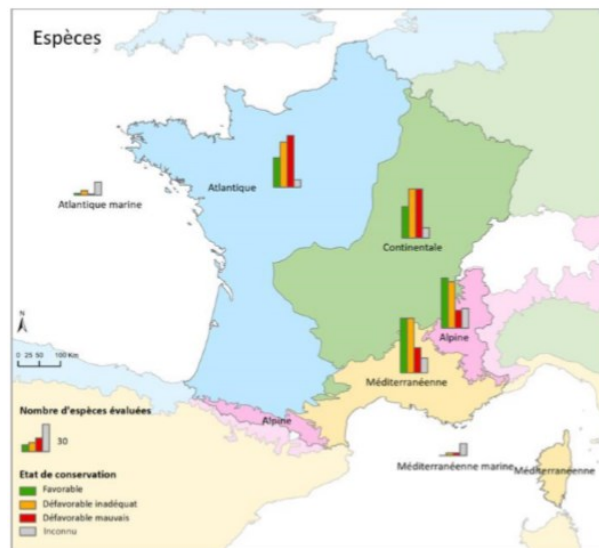 Espèces
Atlantique
Atlantique marine
Continentale
Alpine
Méditerranéenne
N
0 25 50 100 Km
Nombre d'espèces évaluées
30
Alpine
Méditerranéenne marine
Méditerranéenne
Etat de conservation
Favorable
Défavorable inadéquat
Défavorable mauvais
Inconnu